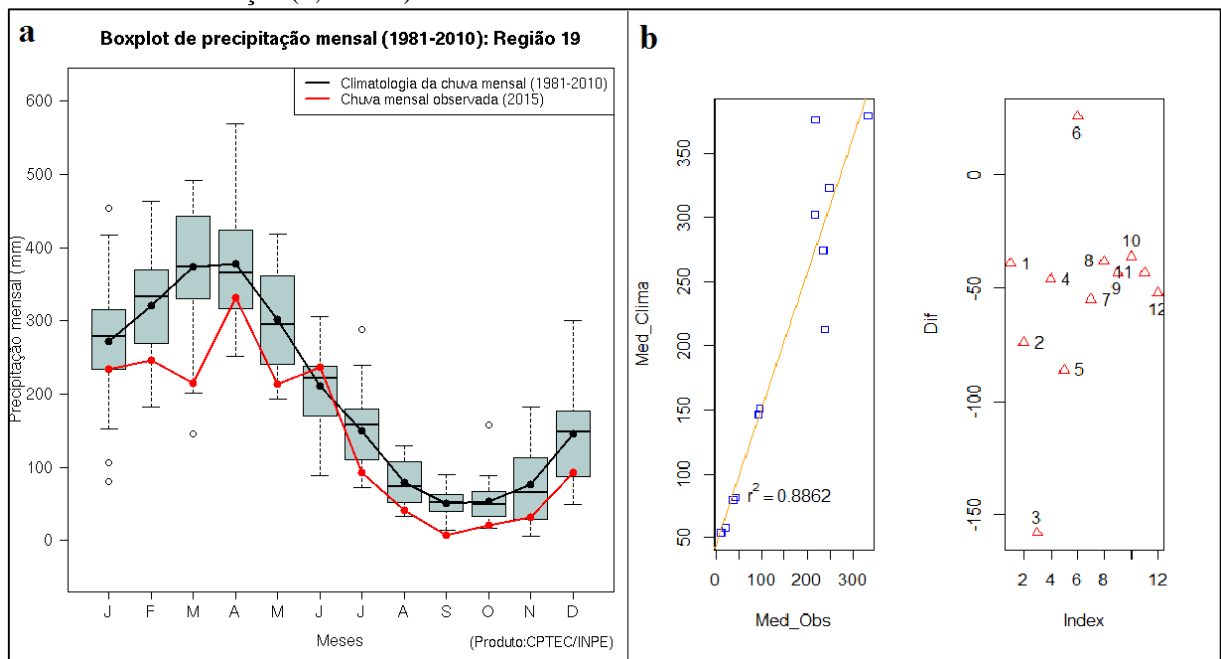 a
Boxplot de precipitação mensal (1981-2010): Região 19
Climatologia da chuva mensal (1981-2010)
Chuva mensal observada (2015)
Precipitação mensal (mm)
600
500
400
300
200
100
0
J F M A M J J A S O N D
Meses
(Produto:CPTEC/INPE)
b
Med_Clima
350
300
250
200
150
100
50
r² = 0.8862
0 100 200 300
Med_Obs
Dif
0
-50
-100
-150
6
10
1
8
11
4
9
7
12
2
5
3
2 4 6 8 12
Index